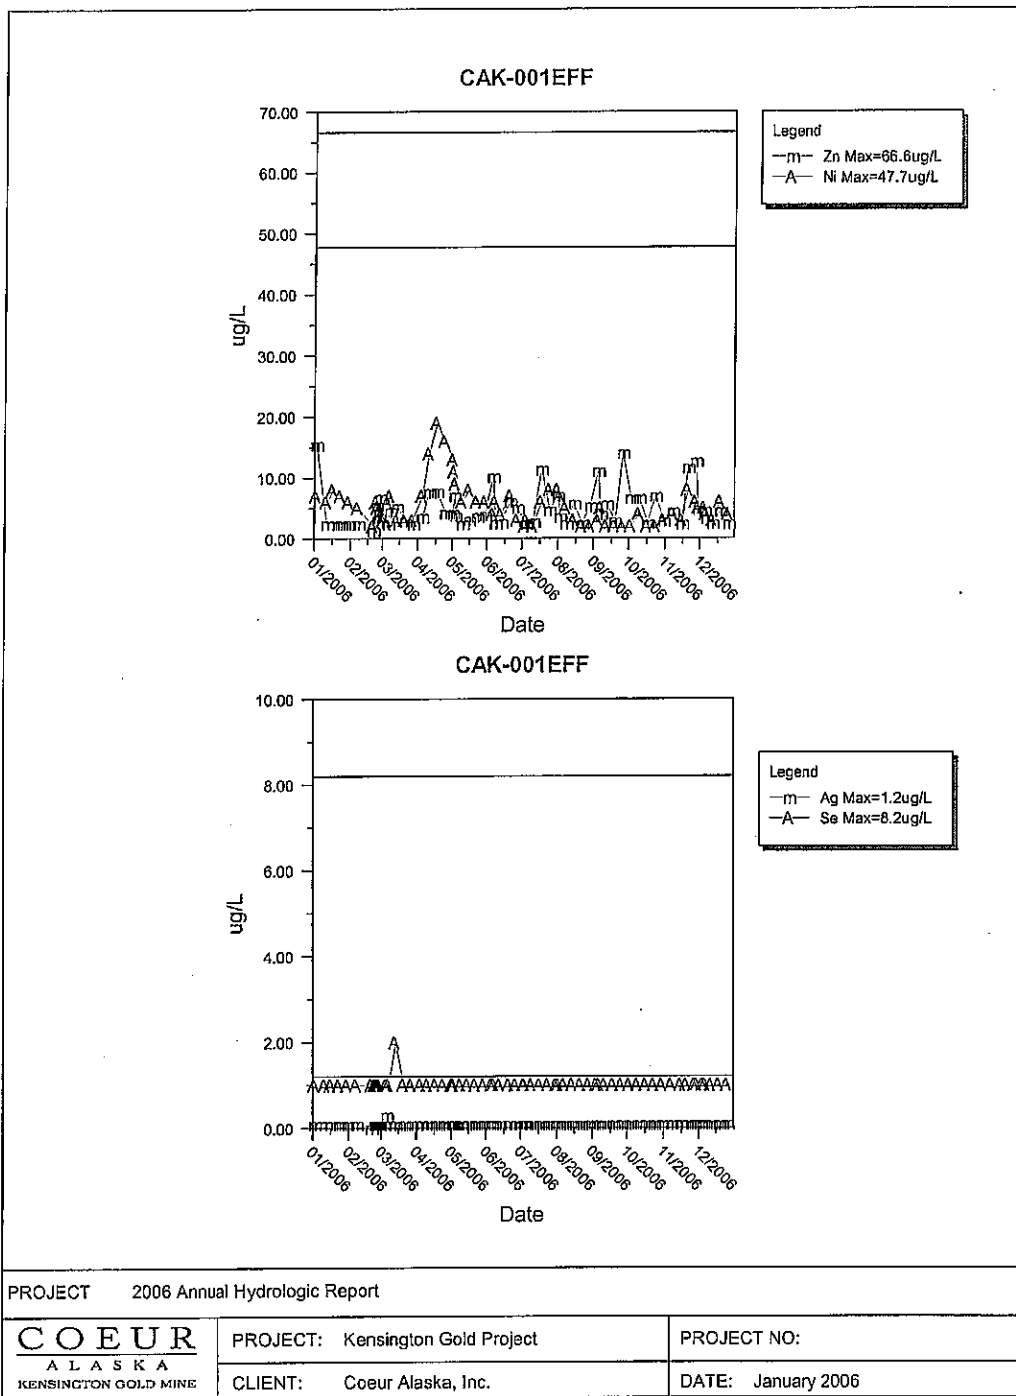 CAK-001EFF
70.00
60.00
50.00
40.00
30.00
20.00
10.00
0.00
ug/L
01/2006 02/2006 03/2006 04/2006 05/2006 06/2006 07/2006 08/2006 09/2006 10/2006 11/2006 12/2006
Date
Legend
m Zn Max=66.6ug/L
A Ni Max=47.7ug/L
CAK-001EFF
10.00
8.00
6.00
4.00
2.00
0.00
ug/L
01/2006 02/2006 03/2006 04/2006 05/2006 06/2006 07/2006 08/2006 09/2006 10/2006 11/2006 12/2006
Date
Legend
m Ag Max=1.2ug/L
A Se Max=8.2ug/L
PROJECT 2006 Annual Hydrologic Report
COEUR
ALASKA
KENSINGTON GOLD MINE
PROJECT: Kensington Gold Project
PROJECT NO:
CLIENT: Coeur Alaska, Inc.
DATE: January 2006